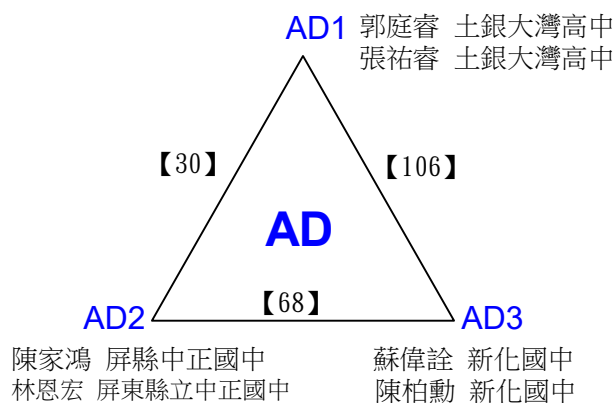 AD1 郭庭睿 土銀大灣高中
張祐睿 土銀大灣高中
【30】
【106】
AD
【68】
AD2
AD3
陳家鴻 屏縣中正國中
林恩宏 屏東縣立中正國中
蘇偉詮 新化國中
陳柏勳 新化國中